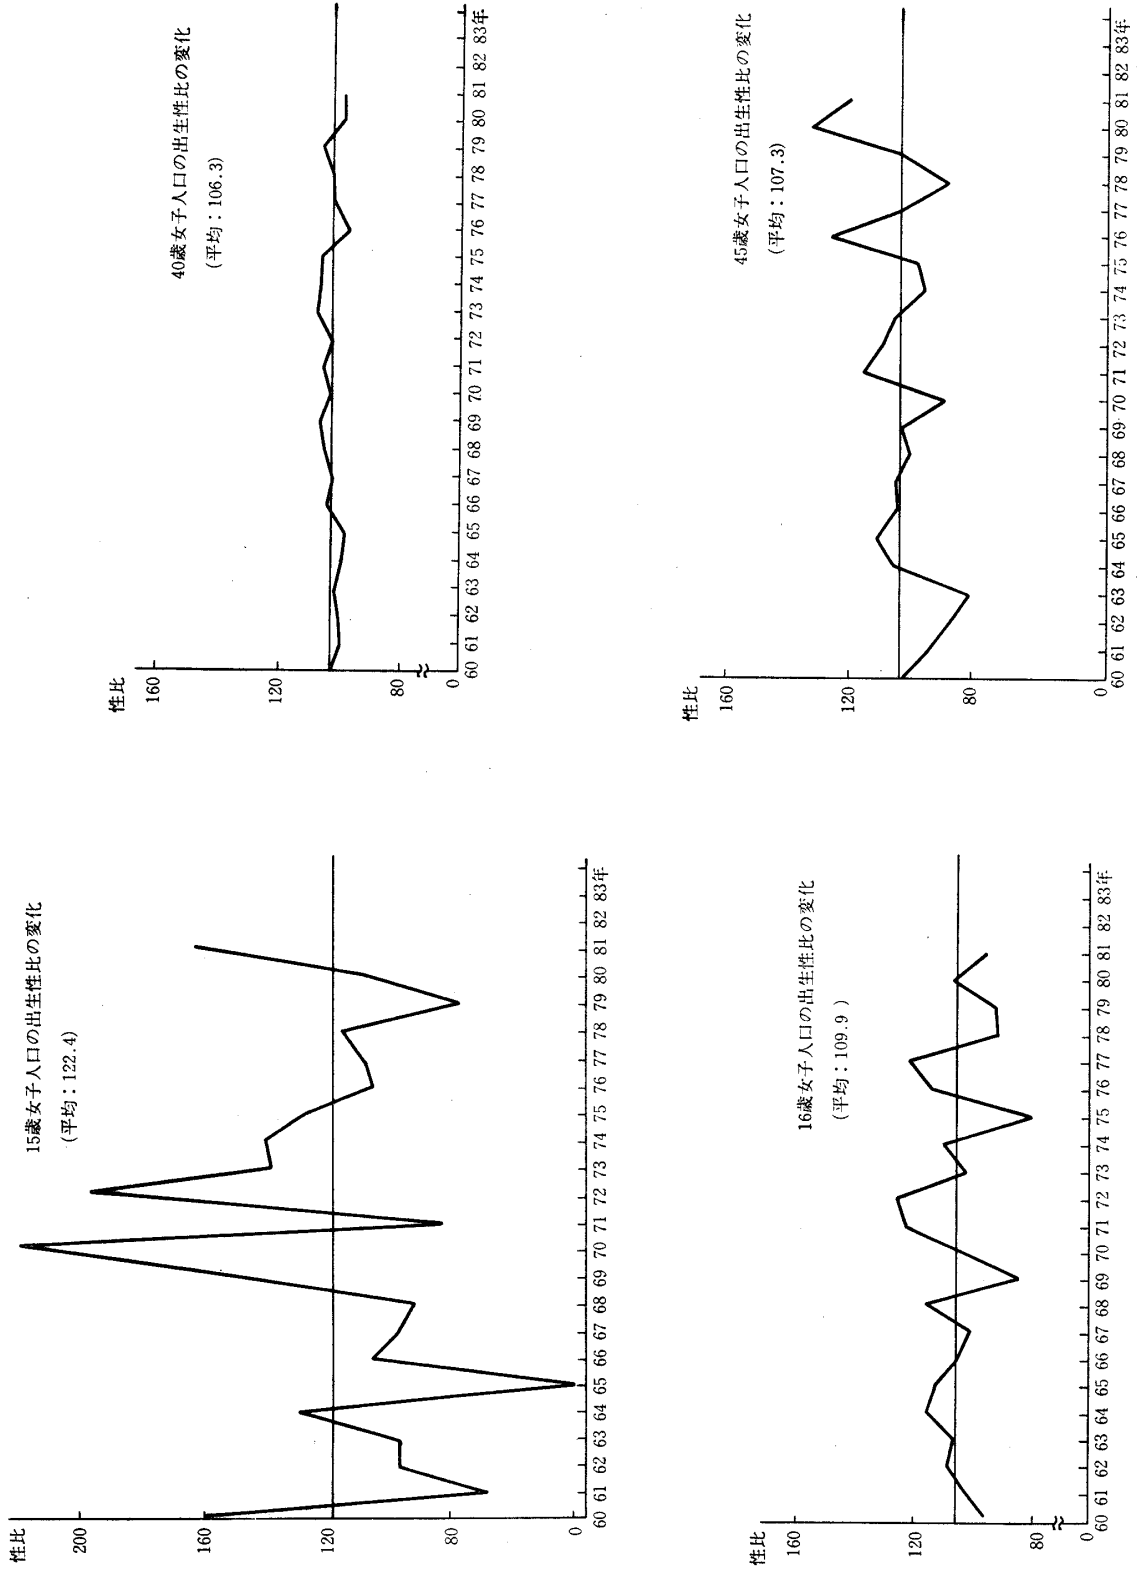 15歳女子人口の出生性比の変化
(平均：122.4)
性比
200
160
120
80
0
60 61 62 63 64 65 66 67 68 69 70 71 72 73 74 75 76 77 78 79 80 81 82 83年
40歳女子人口の出生性比の変化
(平均：106.3)
性比
160
120
80
0
60 61 62 63 64 65 66 67 68 69 70 71 72 73 74 75 76 77 78 79 80 81 82 83年
16歳女子人口の出生性比の変化
(平均：109.9 )
性比
160
120
80
0
60 61 62 63 64 65 66 67 68 69 70 71 72 73 74 75 76 77 78 79 80 81 82 83年
45歳女子人口の出生性比の変化
(平均：107.3)
性比
160
120
80
0
60 61 62 63 64 65 66 67 68 69 70 71 72 73 74 75 76 77 78 79 80 81 82 83年